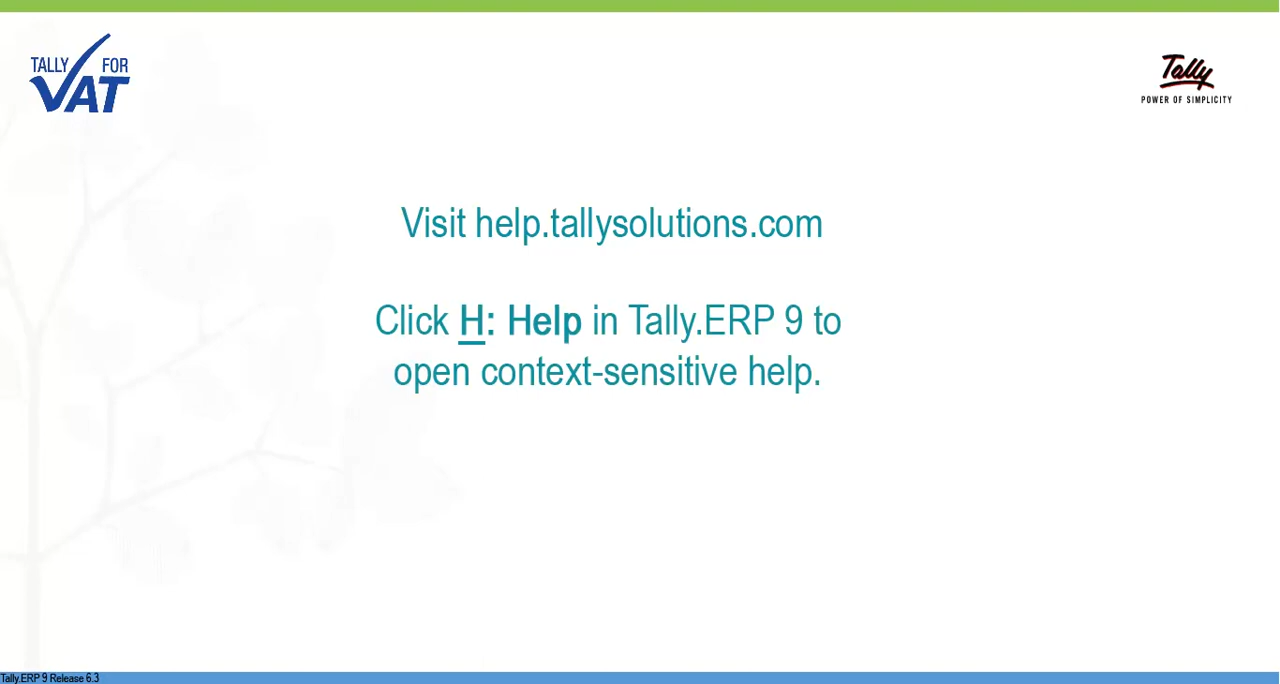 TALLY FOR
VAT
Tally
POWER OF SIMPLICITY
Visit help.tallysolutions.com
Click H: Help in Tally.ERP 9 to
open context-sensitive help.
Tally.ERP 9 Release 6.3